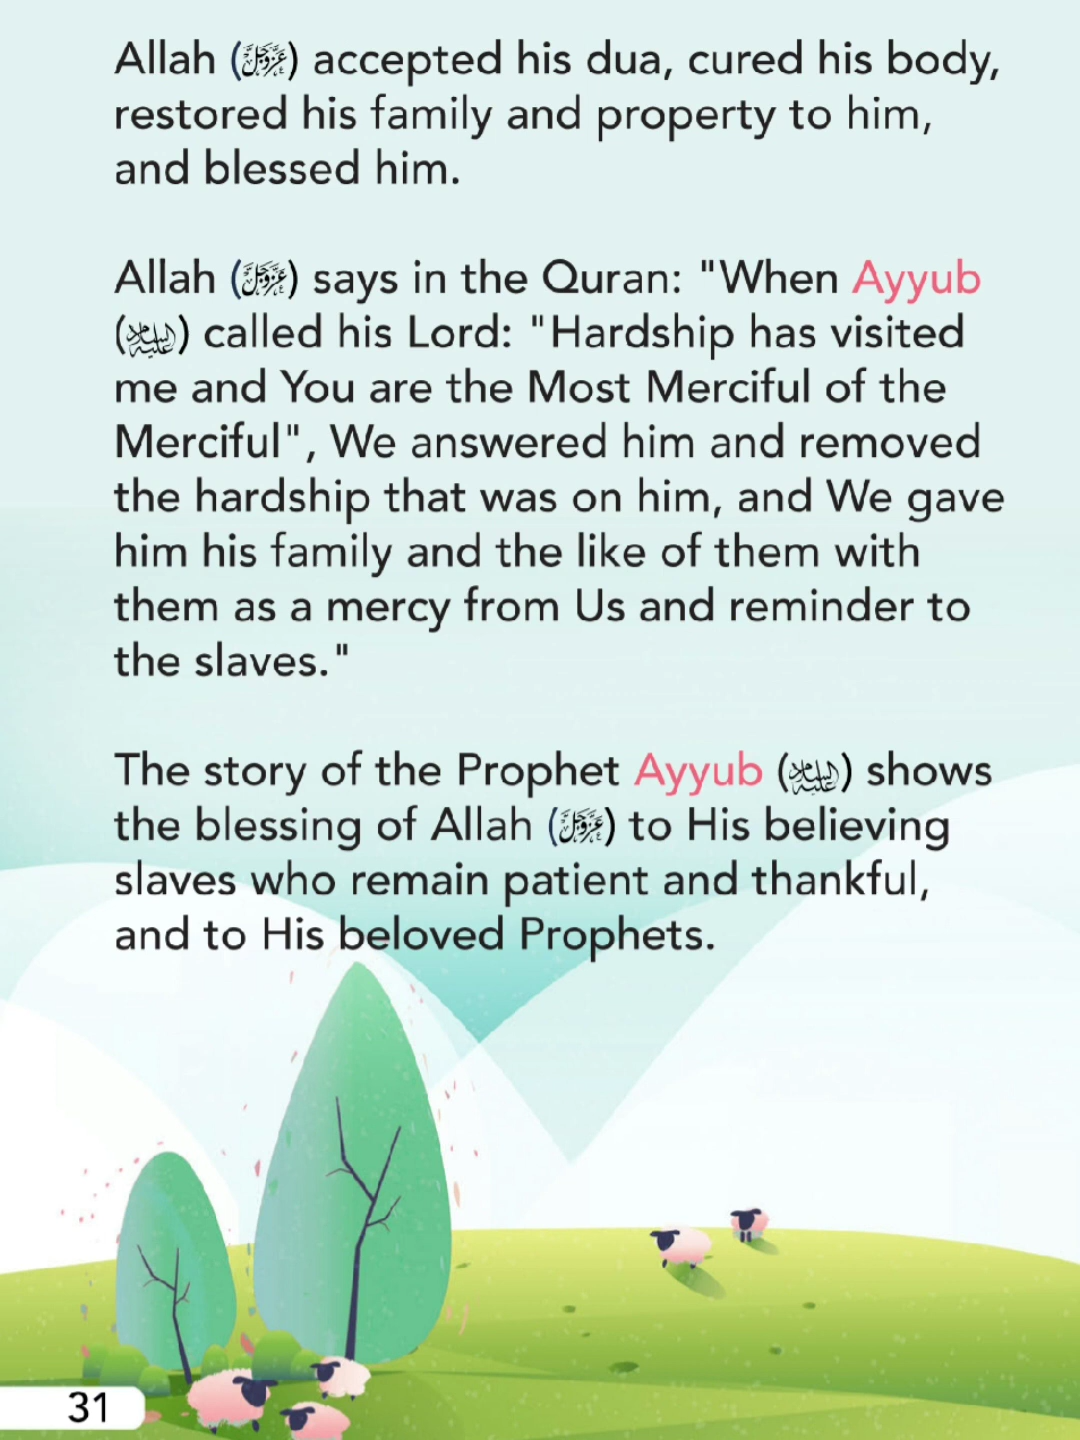 Allah (عَزَّوَجَلَّ) accepted his dua, cured his body,
restored his family and property to him,
and blessed him.
Allah (عَزَّوَجَلَّ) says in the Quran: "When Ayyub
(عليه السلام) called his Lord: "Hardship has visited
me and You are the Most Merciful of the
Merciful", We answered him and removed
the hardship that was on him, and We gave
him his family and the like of them with
them as a mercy from Us and reminder to
the slaves."
The story of the Prophet Ayyub (عليه السلام) shows
the blessing of Allah (عَزَّوَجَلَّ) to His believing
slaves who remain patient and thankful,
and to His beloved Prophets.
31